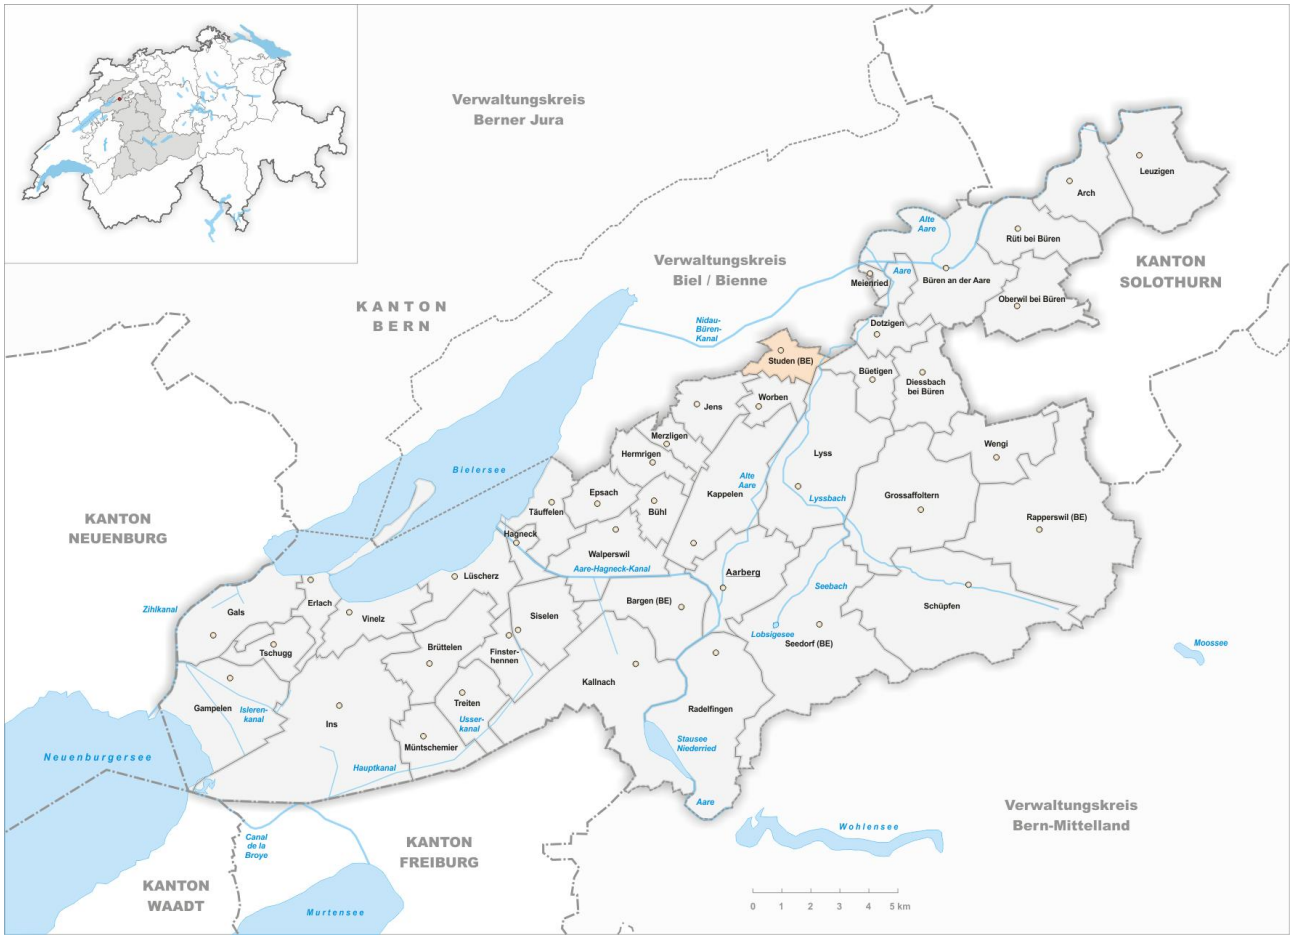 Verwaltungskreis
Berner Jura
Leuzigen
Arch
Alte
Aare
Rüti bei Büren
KANTON
SOLOTHURN
Verwaltungskreis
Biel / Bienne
Aare
Meienried
Büren an der Aare
Oberwil bei Büren
KANTON
BERN
Nidau-
Büren-
Kanal
Dotzigen
Studen (BE)
Büetigen
Diessbach
bei Büren
Worben
Jens
Merzligen
Hermrigen
Lyss
Wengi
Bielersee
Alte
Aare
Kappelen
Lyssbach
Grossaffoltern
Epsach
Täuffelen
Bühl
Rapperswil (BE)
KANTON
NEUENBURG
Hagneck
Walperswil
Aare-Hagneck-Kanal
Aarberg
Lüscherz
Seebach
Zihlkanal
Gals
Erlach
Vinelz
Siselen
Bargen (BE)
Schüpfen
Lobsigesee
Seedorf (BE)
Moossee
Tschugg
Brüttelen
Finster-
hennen
Kallnach
Gampelen
Isleren-
kanal
Ins
Treiten
Usser-
kanal
Radelfingen
Müntschemier
Stausee
Niederried
Neuenburgersee
Hauptkanal
Aare
Verwaltungskreis
Bern-Mittelland
Wohlensee
Canal
de la
Broye
KANTON
FREIBURG
KANTON
WAADT
Murtensee
0 1 2 3 4 5 km